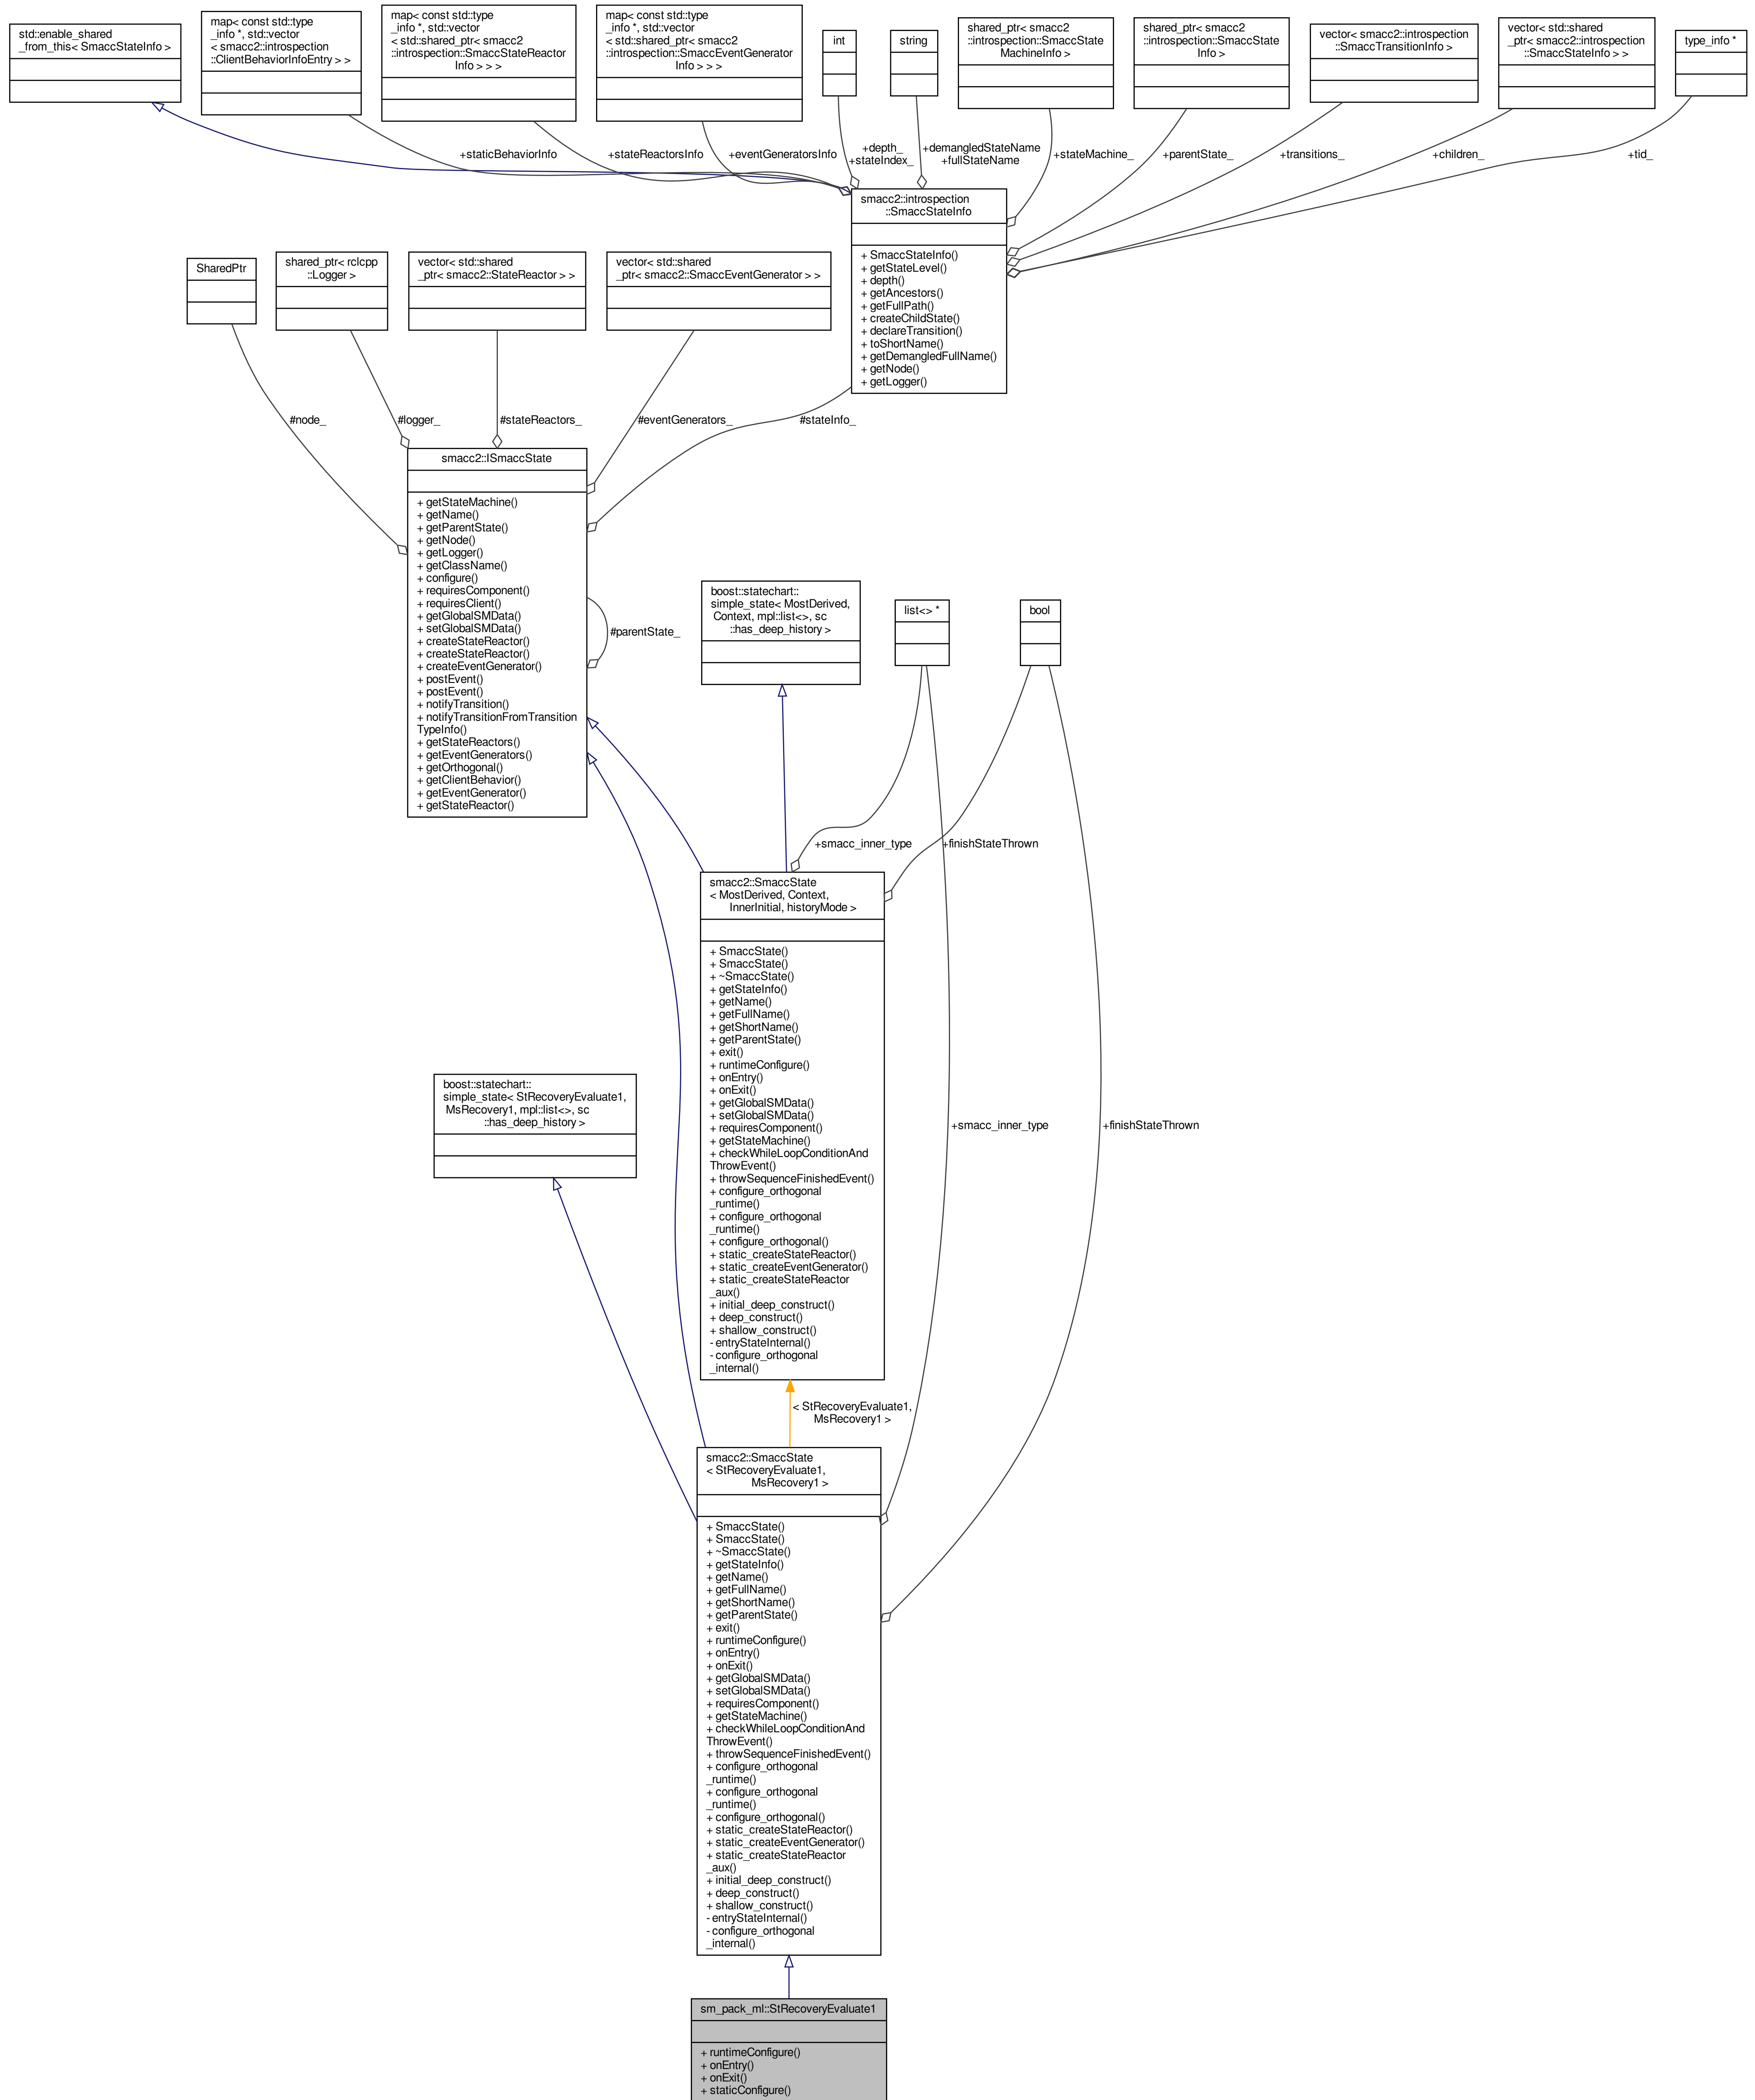 std::enable_shared
_from_this< SmaccStateInfo >
map< const std::type
_info *, std::vector
< smacc2::introspection
::ClientBehaviorInfoEntry > >
map< const std::type
_info *, std::vector
< std::shared_ptr< smacc2
::introspection::SmaccStateReactor
Info > > >
map< const std::type
_info *, std::vector
< std::shared_ptr< smacc2
::introspection::SmaccEventGenerator
Info > > >
int
string
shared_ptr< smacc2
::introspection::SmaccState
MachineInfo >
shared_ptr< smacc2
::introspection::SmaccState
Info >
vector< smacc2::introspection
::SmaccTransitionInfo >
vector< std::shared
_ptr< smacc2::introspection
::SmaccStateInfo > >
type_info *
+staticBehaviorInfo
+stateReactorsInfo
+eventGeneratorsInfo
+depth_
+stateIndex_
+demangledStateName
+fullStateName
+stateMachine_
+parentState_
+transitions_
+children_
+tid_
smacc2::introspection
::SmaccStateInfo
+ SmaccStateInfo()
+ getStateLevel()
+ depth()
+ getAncestors()
+ getFullPath()
+ createChildState()
+ declareTransition()
+ toShortName()
+ getDemangledFullName()
+ getNode()
+ getLogger()
SharedPtr
shared_ptr< rclcpp
::Logger >
vector< std::shared
_ptr< smacc2::StateReactor > >
vector< std::shared
_ptr< smacc2::SmaccEventGenerator > >
#node_
#logger_
#stateReactors_
#eventGenerators_
#stateInfo_
smacc2::ISmaccState
+ getStateMachine()
+ getName()
+ getParentState()
+ getNode()
+ getLogger()
+ getClassName()
+ configure()
+ requiresComponent()
+ requiresClient()
+ getGlobalSMData()
+ setGlobalSMData()
+ createStateReactor()
+ createStateReactor()
+ createEventGenerator()
+ postEvent()
+ postEvent()
+ notifyTransition()
+ notifyTransitionFromTransition
TypeInfo()
+ getStateReactors()
+ getEventGenerators()
+ getOrthogonal()
+ getClientBehavior()
+ getEventGenerator()
+ getStateReactor()
#parentState_
boost::statechart::
simple_state< MostDerived,
Context, mpl::list<>, sc
::has_deep_history >
list<> *
bool
+smacc_inner_type
+finishStateThrown
smacc2::SmaccState
< MostDerived, Context,
InnerInitial, historyMode >
+ SmaccState()
+ SmaccState()
+ ~SmaccState()
+ getStateInfo()
+ getName()
+ getFullName()
+ getShortName()
+ getParentState()
+ exit()
+ runtimeConfigure()
+ onEntry()
+ onExit()
+ getGlobalSMData()
+ setGlobalSMData()
+ requiresComponent()
+ getStateMachine()
+ checkWhileLoopConditionAnd
ThrowEvent()
+ throwSequenceFinishedEvent()
+ configure_orthogonal
_runtime()
+ configure_orthogonal
_runtime()
+ configure_orthogonal()
+ static_createStateReactor()
+ static_createEventGenerator()
+ static_createStateReactor
_aux()
+ initial_deep_construct()
+ deep_construct()
+ shallow_construct()
- entryStateInternal()
- configure_orthogonal
_internal()
boost::statechart::
simple_state< StRecoveryEvaluate1,
MsRecovery1, mpl::list<>, sc
::has_deep_history >
+smacc_inner_type
+finishStateThrown
< StRecoveryEvaluate1,
MsRecovery1 >
smacc2::SmaccState
< StRecoveryEvaluate1,
MsRecovery1 >
+ SmaccState()
+ SmaccState()
+ ~SmaccState()
+ getStateInfo()
+ getName()
+ getFullName()
+ getShortName()
+ getParentState()
+ exit()
+ runtimeConfigure()
+ onEntry()
+ onExit()
+ getGlobalSMData()
+ setGlobalSMData()
+ requiresComponent()
+ getStateMachine()
+ checkWhileLoopConditionAnd
ThrowEvent()
+ throwSequenceFinishedEvent()
+ configure_orthogonal
_runtime()
+ configure_orthogonal
_runtime()
+ configure_orthogonal()
+ static_createStateReactor()
+ static_createEventGenerator()
+ static_createStateReactor
_aux()
+ initial_deep_construct()
+ deep_construct()
+ shallow_construct()
- entryStateInternal()
- configure_orthogonal
_internal()
sm_pack_ml::StRecoveryEvaluate1
+ runtimeConfigure()
+ onEntry()
+ onExit()
+ staticConfigure()